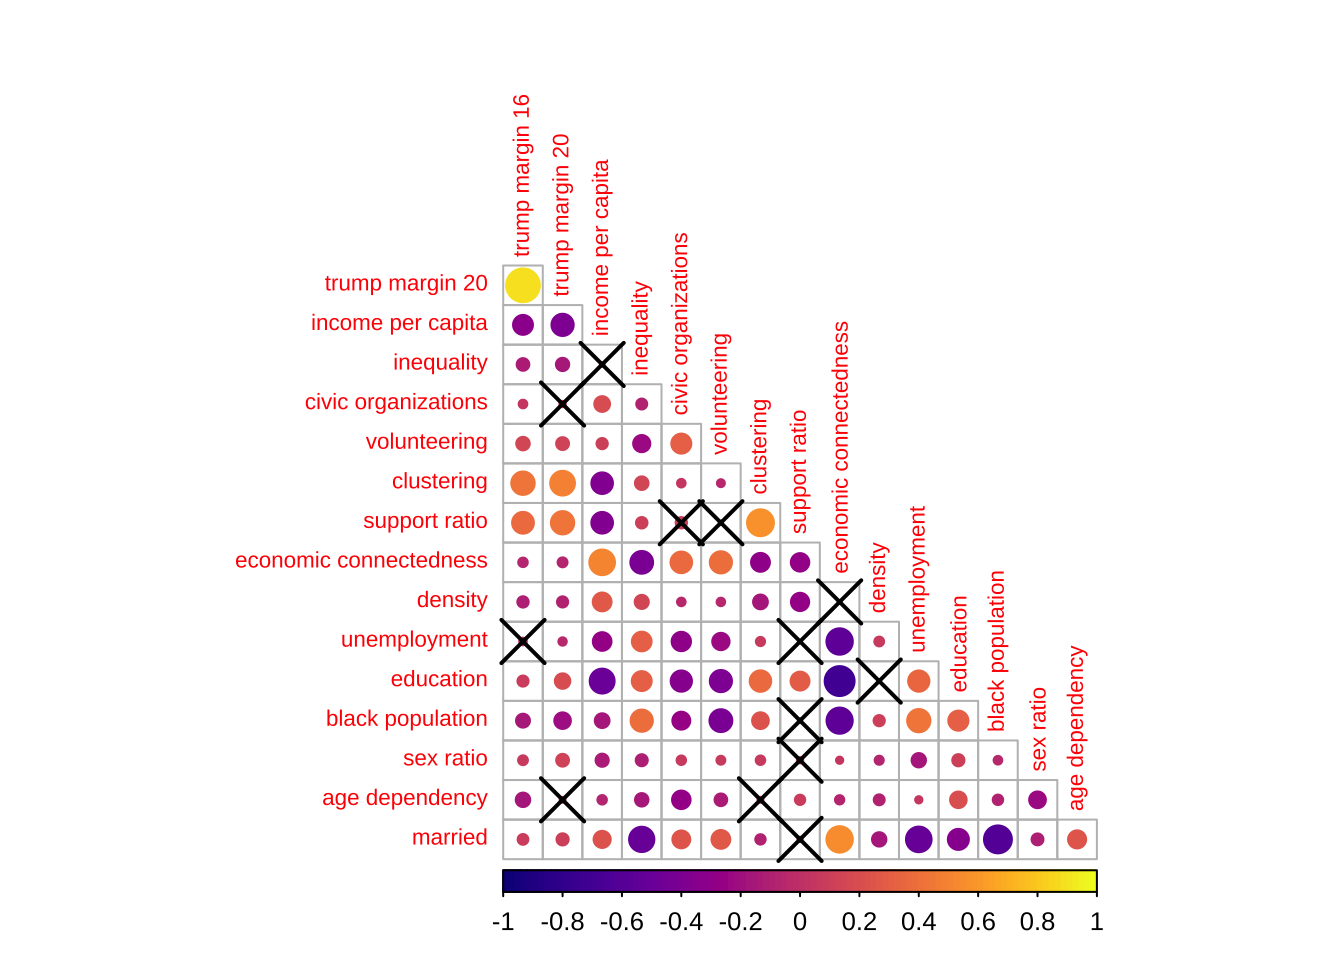 trump margin 16
trump margin 20
income per capita
inequality
civic organizations
volunteering
clustering
support ratio
economic connectedness
density
unemployment
education
black population
sex ratio
age dependency
trump margin 20
income per capita
inequality
civic organizations
volunteering
clustering
support ratio
economic connectedness
density
unemployment
education
black population
sex ratio
age dependency
married
-1 -0.8 -0.6 -0.4 -0.2 0 0.2 0.4 0.6 0.8 1